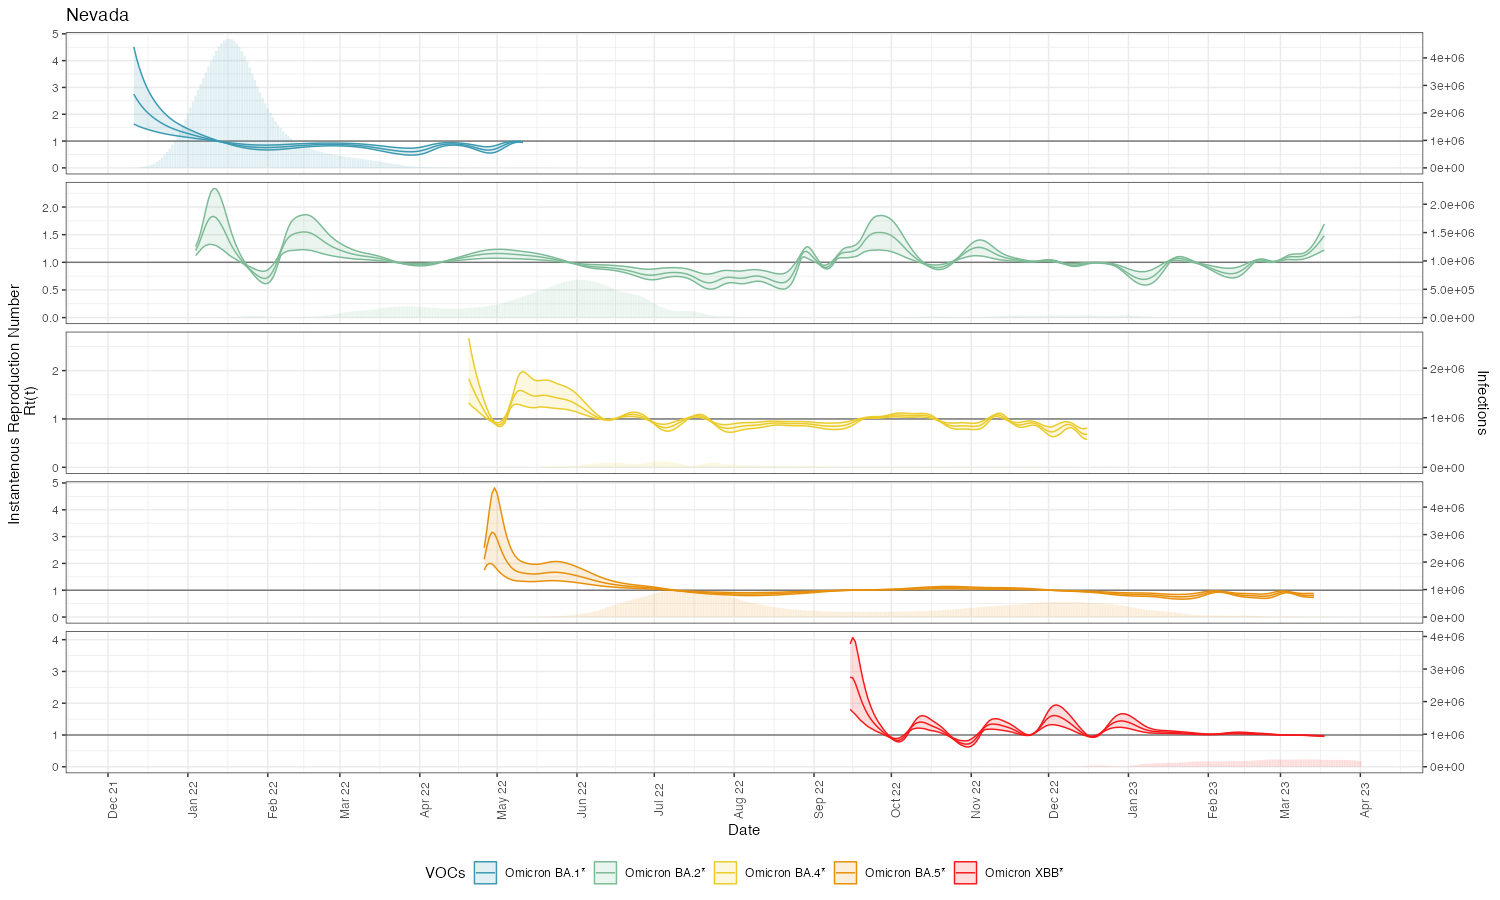 Nevada
5
4
3
2
1
0
4e+06
3e+06
2e+06
1e+06
0e+00
2.0
1.5
1.0
0.5
0.0
2.0e+06
1.5e+06
1.0e+06
5.0e+05
0.0e+00
2
1
0
2e+06
1e+06
0e+00
5
4
3
2
1
0
4e+06
3e+06
2e+06
1e+06
0e+00
4
3
2
1
0
4e+06
3e+06
2e+06
1e+06
0e+00
Instantenous Reproduction Number
Rt(t)
Infections
Dec 21
Jan 22
Feb 22
Mar 22
Apr 22
May 22
Jun 22
Jul 22
Aug 22
Sep 22
Oct 22
Nov 22
Dec 22
Jan 23
Feb 23
Mar 23
Apr 23
Date
VOCs Omicron BA.1* Omicron BA.2* Omicron BA.4* Omicron BA.5* Omicron XBB*